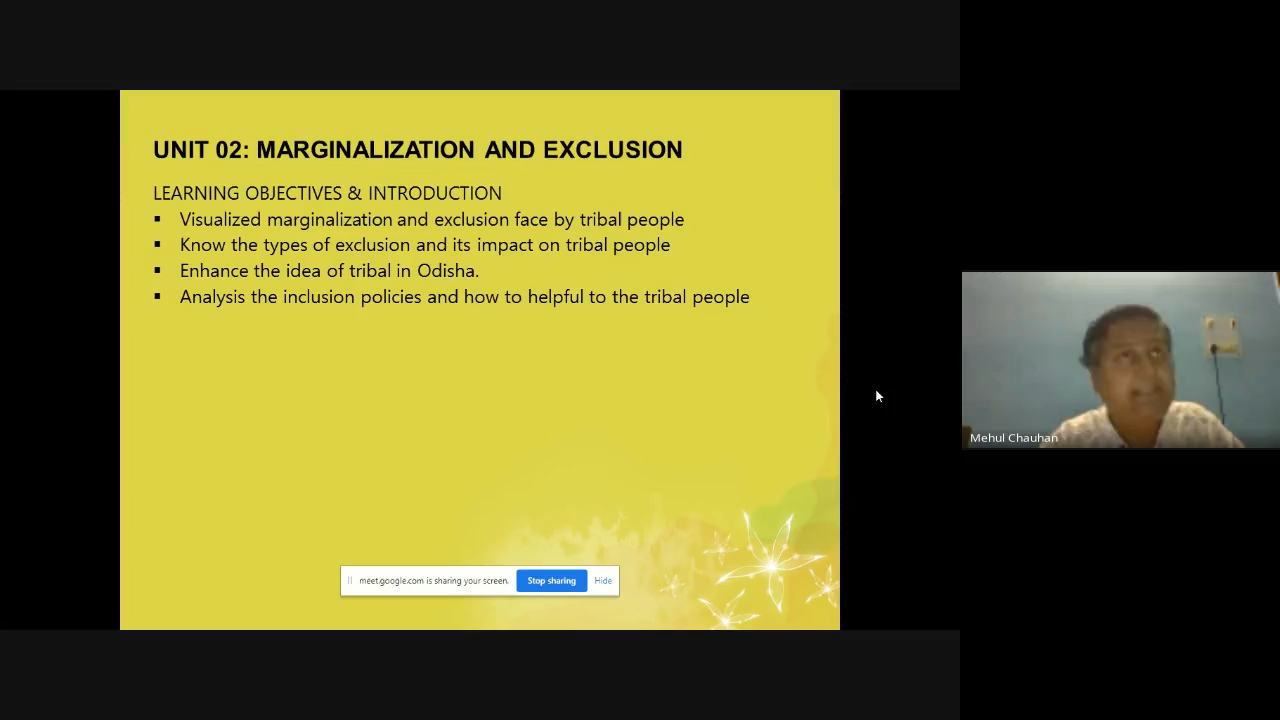 UNIT 02: MARGINALIZATION AND EXCLUSION
LEARNING OBJECTIVES & INTRODUCTION
▪ Visualized marginalization and exclusion face by tribal people
▪ Know the types of exclusion and its impact on tribal people
▪ Enhance the idea of tribal in Odisha.
▪ Analysis the inclusion policies and how to helpful to the tribal people
meet.google.com is sharing your screen. Stop sharing Hide
Mehul Chauhan